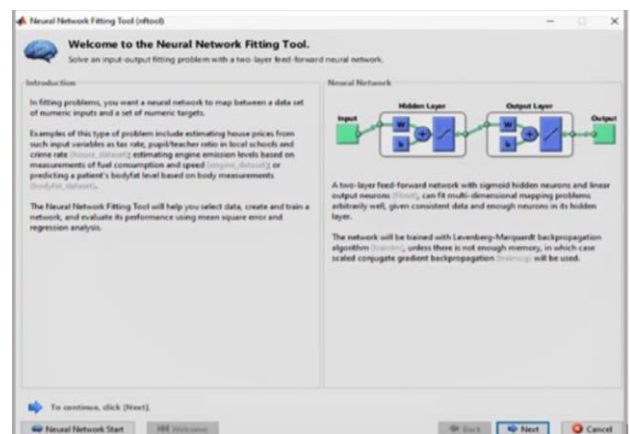 Neural Network Fitting Tool (nftool)
Welcome to the Neural Network Fitting Tool.
Solve an input-output fitting problem with a two-layer feed-forward neural network.
Introduction
In fitting problems, you want a neural network to map between a data set
of numeric inputs and a set of numeric targets.
Examples of this type of problem include estimating house prices from
such input variables as tax rate, pupil/teacher ratio in local schools and
crime rate (house_dataset); estimating engine emission levels based on
measurements of fuel consumption and speed (engine_dataset); or
predicting a patient's bodyfat level based on body measurements
(bodyfat_dataset).
The Neural Network Fitting Tool will help you select data, create and train a
network, and evaluate its performance using mean square error and
regression analysis.
Neural Network
Hidden Layer
Output Layer
Input
Output
W
b
W
b
A two-layer feed-forward network with sigmoid hidden neurons and linear
output neurons (fitnet), can fit multi-dimensional mapping problems
arbitrarily well, given consistent data and enough neurons in its hidden
layer.
The network will be trained with Levenberg-Marquardt backpropagation
algorithm (trainlm), unless there is not enough memory, in which case
scaled conjugate gradient backpropagation (trainscg) will be used.
To continue, click [Next].
Neural Network Start
Welcome
Back
Next
Cancel